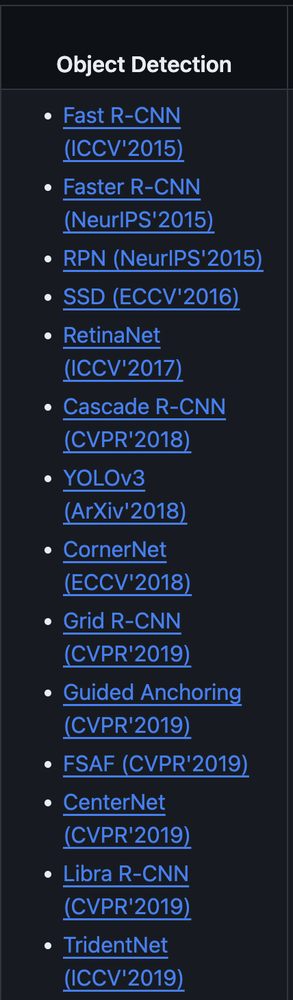 Object Detection
• Fast R-CNN
(ICCV'2015)
• Faster R-CNN
(NeurIPS'2015)
• RPN (NeurIPS'2015)
• SSD (ECCV'2016)
• RetinaNet
(ICCV'2017)
• Cascade R-CNN
(CVPR'2018)
• YOLOv3
(ArXiv'2018)
• CornerNet
(ECCV'2018)
• Grid R-CNN
(CVPR'2019)
• Guided Anchoring
(CVPR'2019)
• FSAF (CVPR'2019)
• CenterNet
(CVPR'2019)
• Libra R-CNN
(CVPR'2019)
• TridentNet
(ICCV'2019)